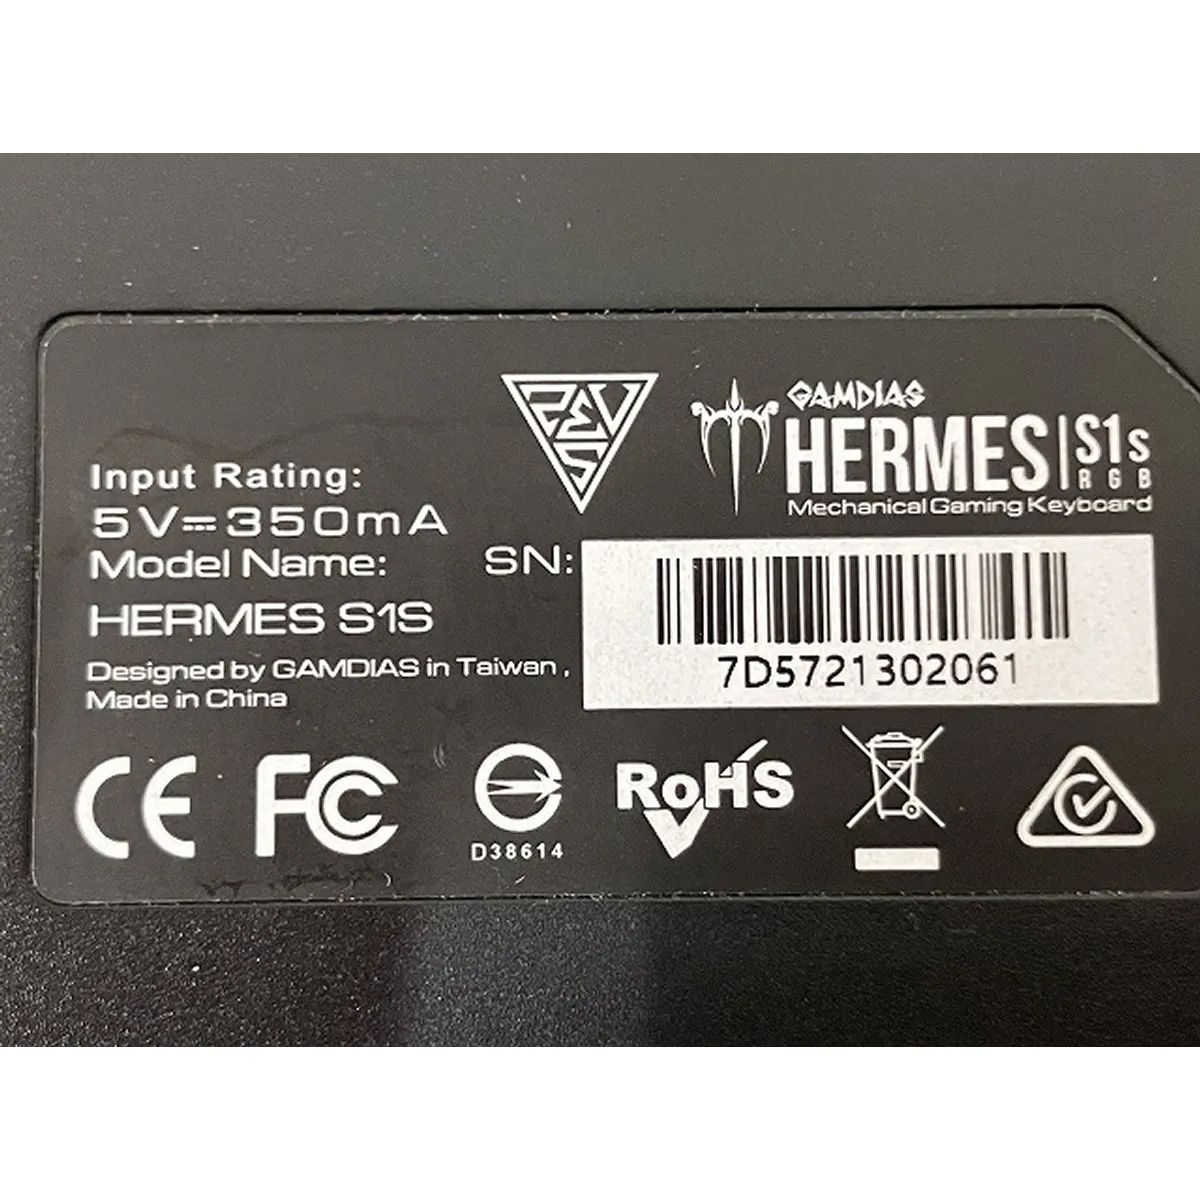 ZEUS
GAMDIAS
HERMES S1s
RGB
Mechanical Gaming Keyboard
Input Rating:
5V⎓350mA
Model Name:
HERMES S1S
SN:
7D5721302061
Designed by GAMDIAS in Taiwan,
Made in China
CE FC D38614 RoHS